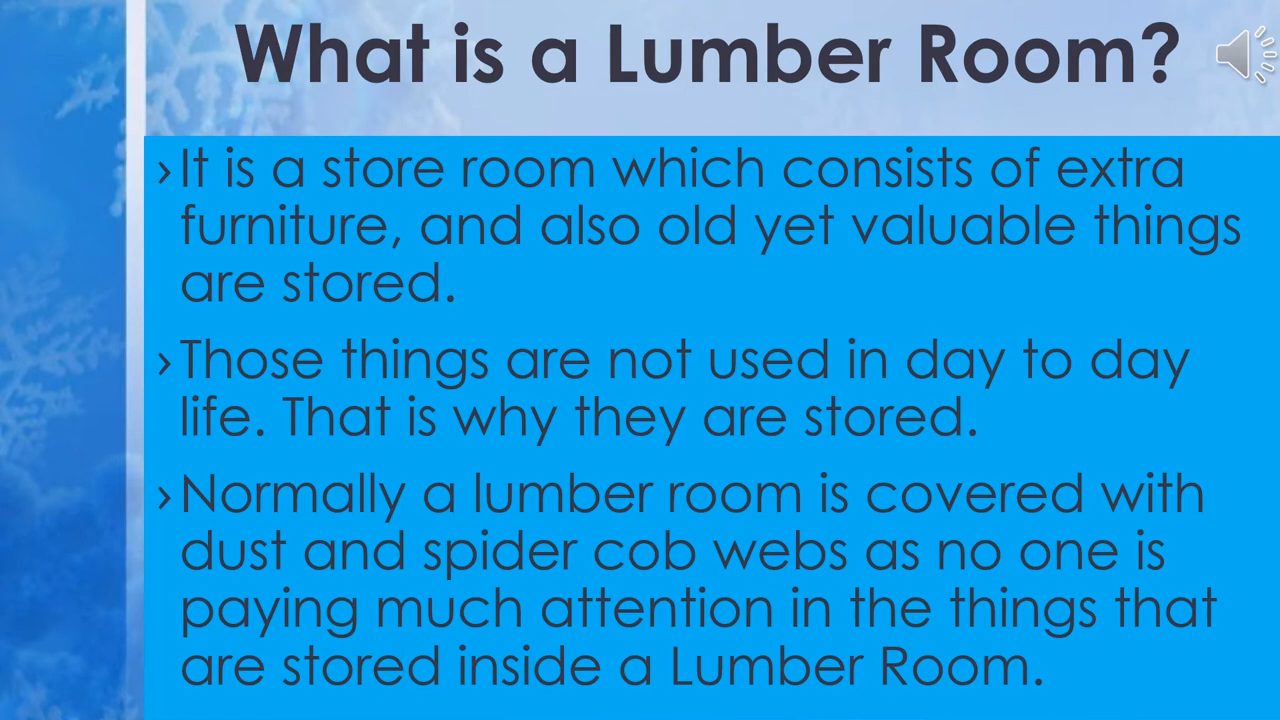 What is a Lumber Room?
› It is a store room which consists of extra
furniture, and also old yet valuable things
are stored.
› Those things are not used in day to day
life. That is why they are stored.
› Normally a lumber room is covered with
dust and spider cob webs as no one is
paying much attention in the things that
are stored inside a Lumber Room.